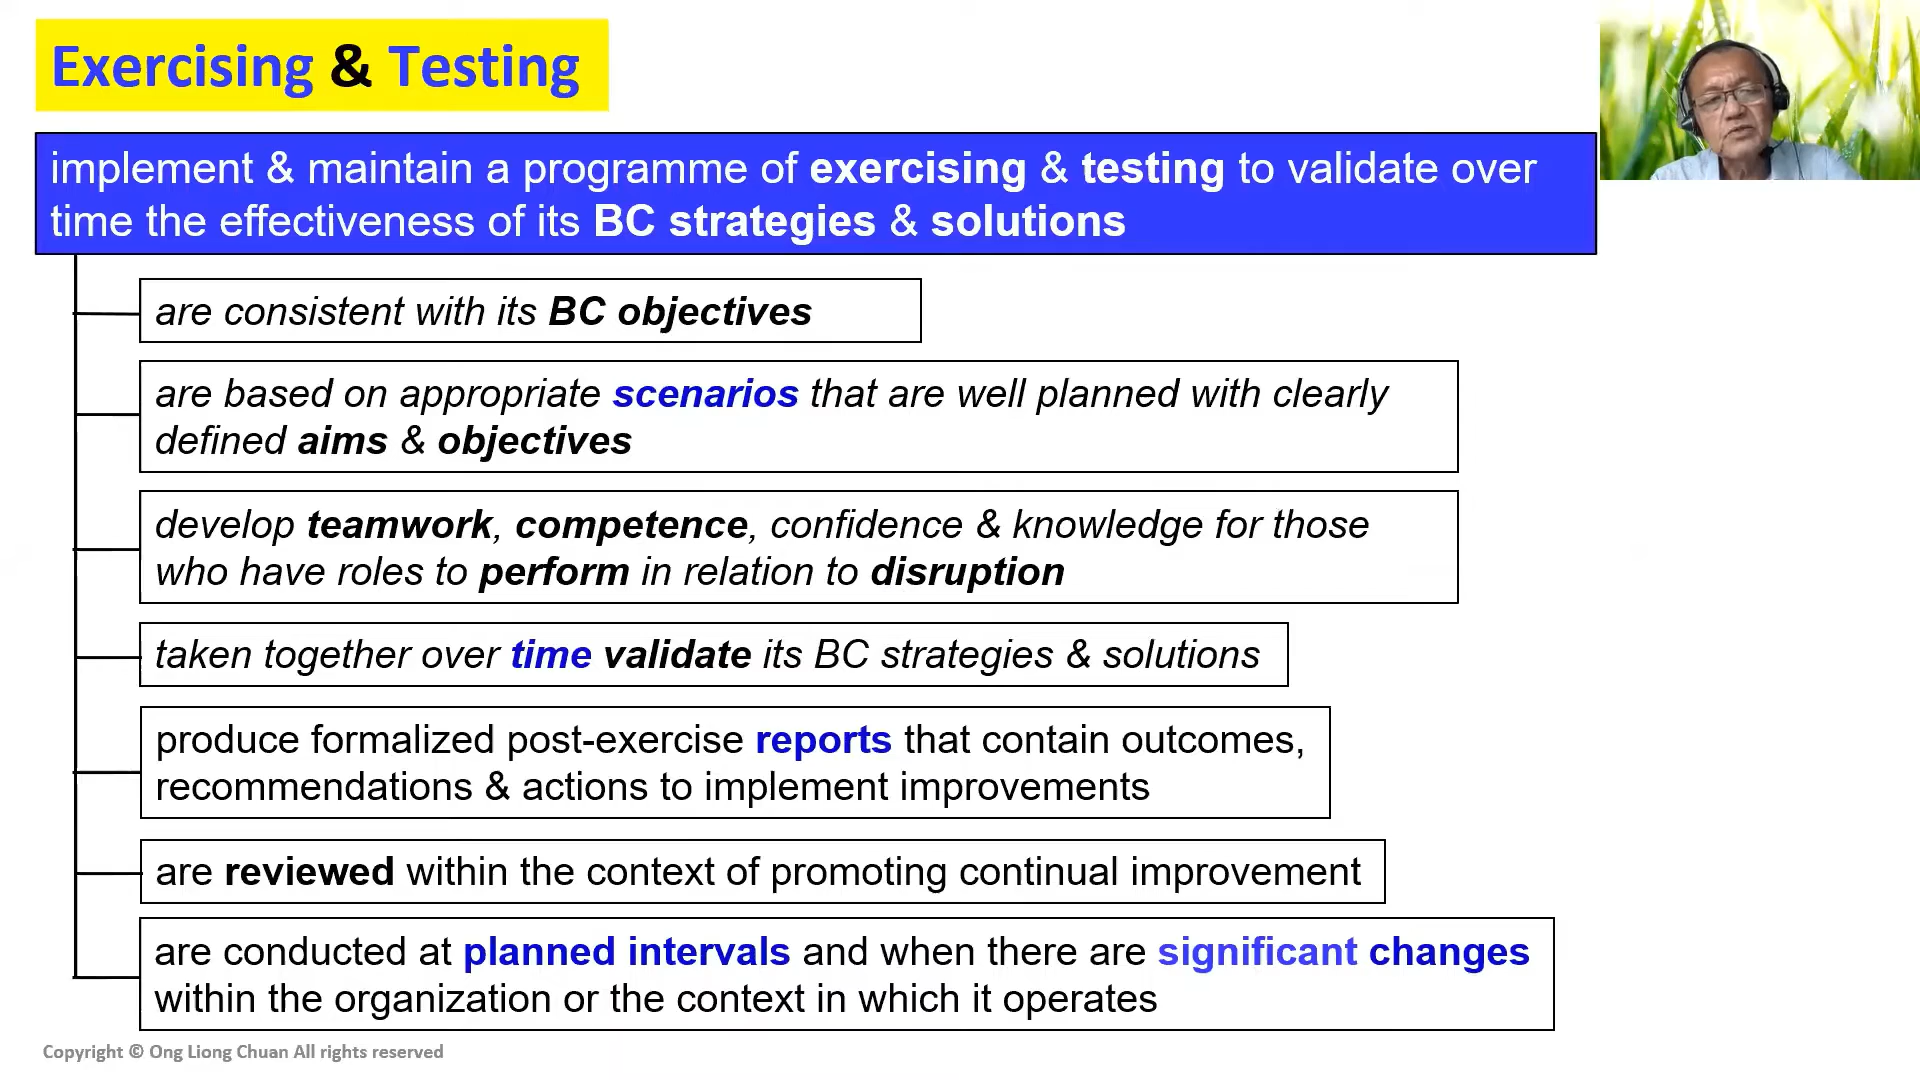 Exercising & Testing
implement & maintain a programme of exercising & testing to validate over
time the effectiveness of its BC strategies & solutions
are consistent with its BC objectives
are based on appropriate scenarios that are well planned with clearly
defined aims & objectives
develop teamwork, competence, confidence & knowledge for those
who have roles to perform in relation to disruption
taken together over time validate its BC strategies & solutions
produce formalized post-exercise reports that contain outcomes,
recommendations & actions to implement improvements
are reviewed within the context of promoting continual improvement
are conducted at planned intervals and when there are significant changes
within the organization or the context in which it operates
Copyright © Ong Liong Chuan All rights reserved